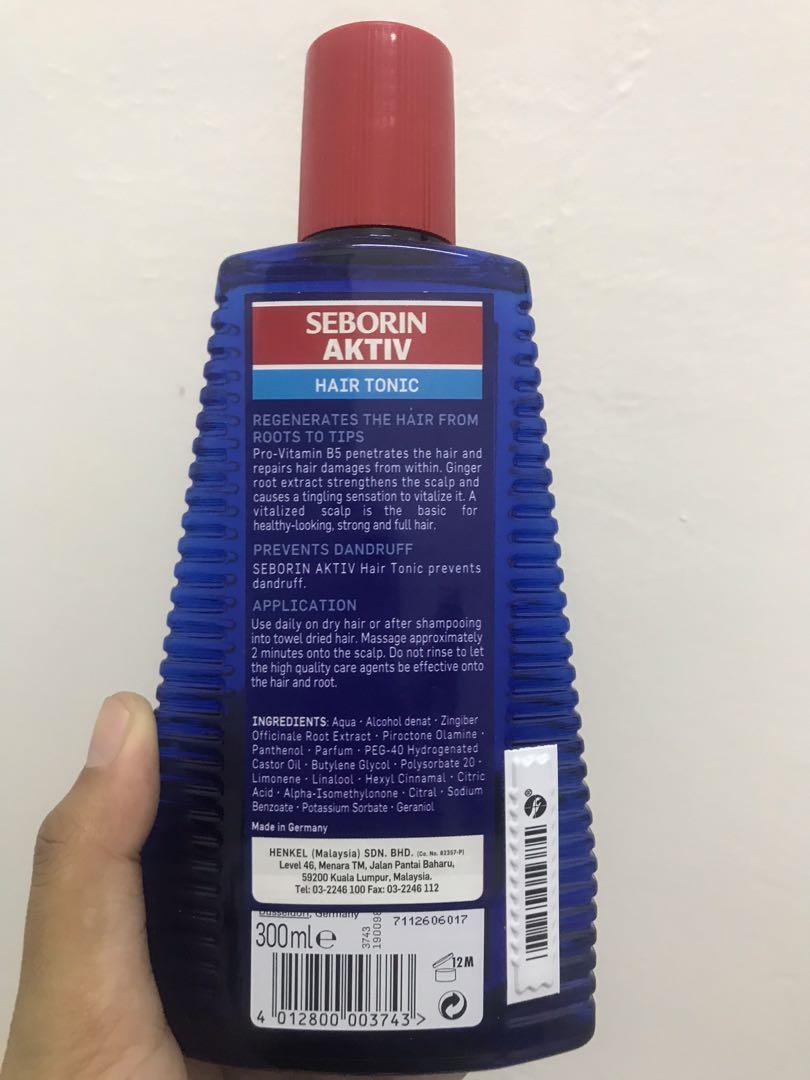 SEBORIN
AKTIV
HAIR TONIC
REGENERATES THE HAIR FROM
ROOTS TO TIPS
Pro-Vitamin B5 penetrates the hair and
repairs hair damages from within. Ginger
root extract strengthens the scalp and
causes a tingling sensation to vitalize it. A
vitalized scalp is the basic for
healthy-looking, strong and full hair.
PREVENTS DANDRUFF
SEBORIN AKTIV Hair Tonic prevents
dandruff.
APPLICATION
Use daily on dry hair or after shampooing
into towel dried hair. Massage approximately
2 minutes onto the scalp. Do not rinse to let
the high quality care agents be effective onto
the hair and root.
INGREDIENTS: Aqua · Alcohol denat · Zingiber
Officinale Root Extract · Piroctone Olamine ·
Panthenol · Parfum · PEG-40 Hydrogenated
Castor Oil · Butylene Glycol · Polysorbate 20 ·
Limonene · Linalool · Hexyl Cinnamal · Citric
Acid · Alpha-Isomethylonone · Citral · Sodium
Benzoate · Potassium Sorbate · Geraniol
Made in Germany
HENKEL (Malaysia) SDN. BHD. (Co. No. 82357-P)
Level 46, Menara TM, Jalan Pantai Baharu,
59200 Kuala Lumpur, Malaysia.
Tel: 03-2246 100 Fax: 03-2246 112
Düsseldorf, Germany
7112606017
300ml e
3743
190098
12M
4 012800 003743 >